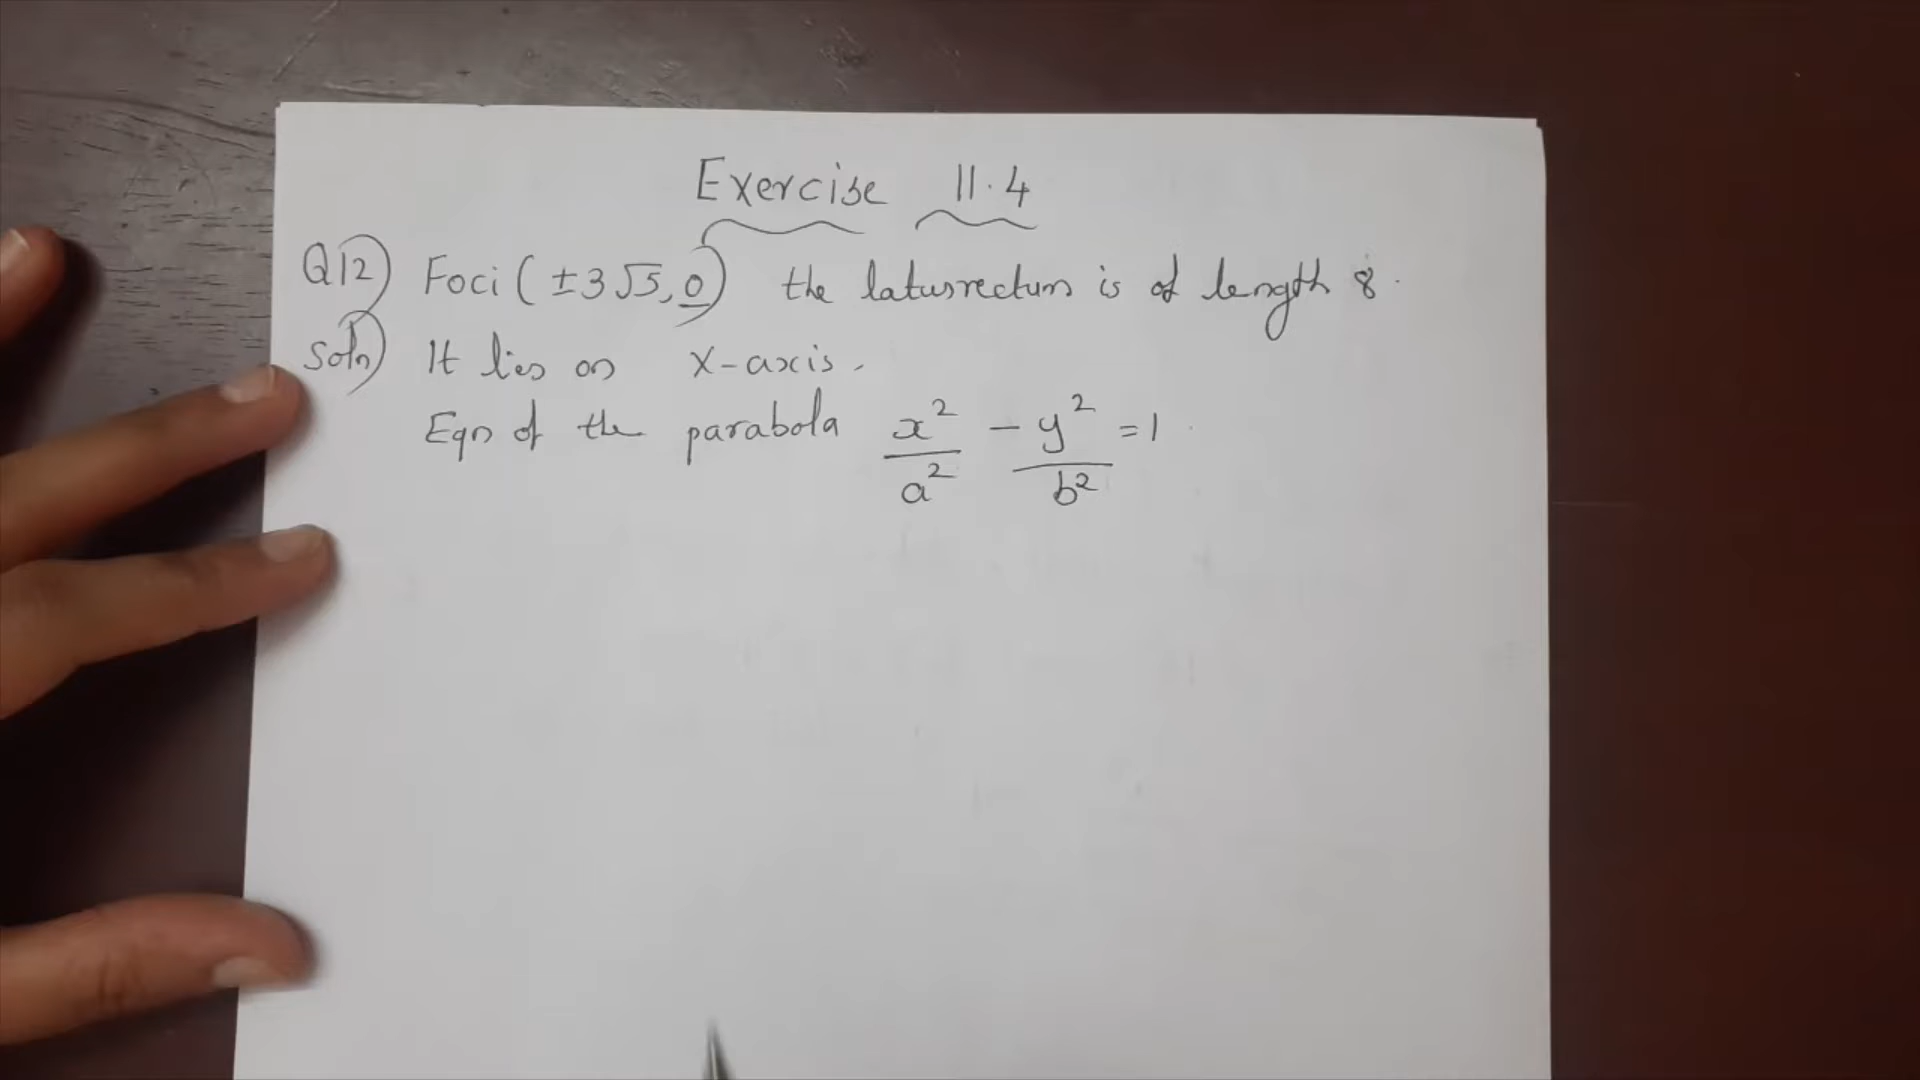 Exercise 11.4
Q12) Foci (±3√5, 0) the latusrectum is of length 8.
Soln) It lies on X-axis.
Eqn of the parabola x²/a² - y²/b² = 1.